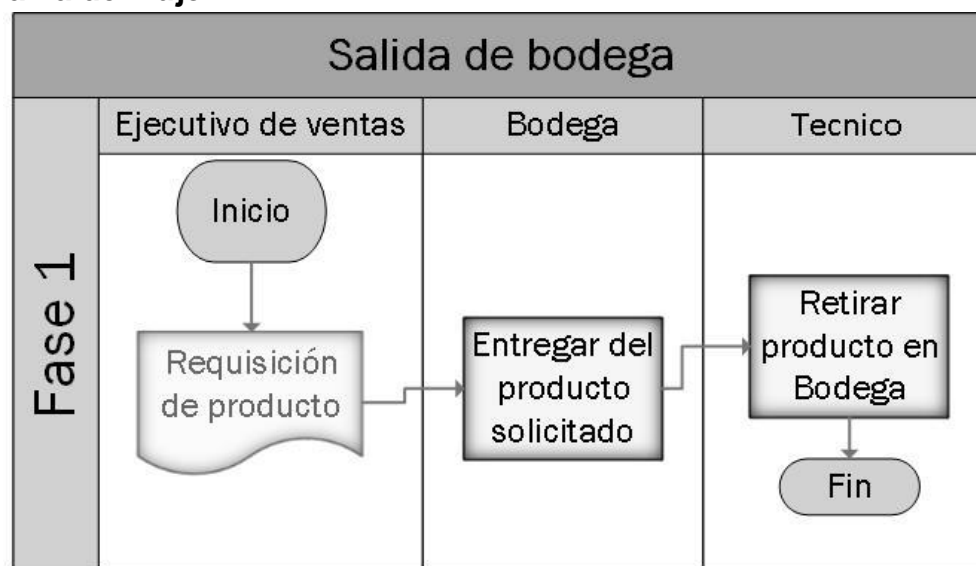 Salida de bodega
Fase 1
Ejecutivo de ventas
Bodega
Tecnico
Inicio
Requisición
de producto
Entregar del
producto
solicitado
Retirar
producto en
Bodega
Fin